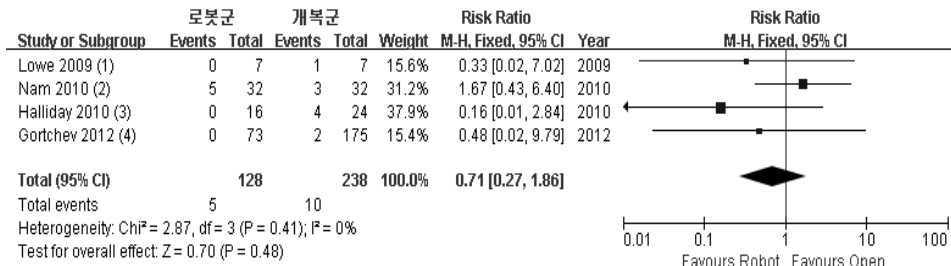 로봇군 개복군 Risk Ratio Risk Ratio
Study or Subgroup Events Total Events Total Weight M-H, Fixed, 95% CI Year M-H, Fixed, 95% CI
Lowe 2009 (1) 0 7 1 7 15.6% 0.33 [0.02, 7.02] 2009
Nam 2010 (2) 5 32 3 32 31.2% 1.67 [0.43, 6.40] 2010
Halliday 2010 (3) 0 16 4 24 37.9% 0.16 [0.01, 2.84] 2010
Gortchev 2012 (4) 0 73 2 175 15.4% 0.48 [0.02, 9.79] 2012
Total (95% CI) 128 238 100.0% 0.71 [0.27, 1.86]
Total events 5 10
Heterogeneity: Chi² = 2.87, df = 3 (P = 0.41); I² = 0%
Test for overall effect: Z = 0.70 (P = 0.48)
0.01 0.1 1 10 100
Favours Robot Favours Open